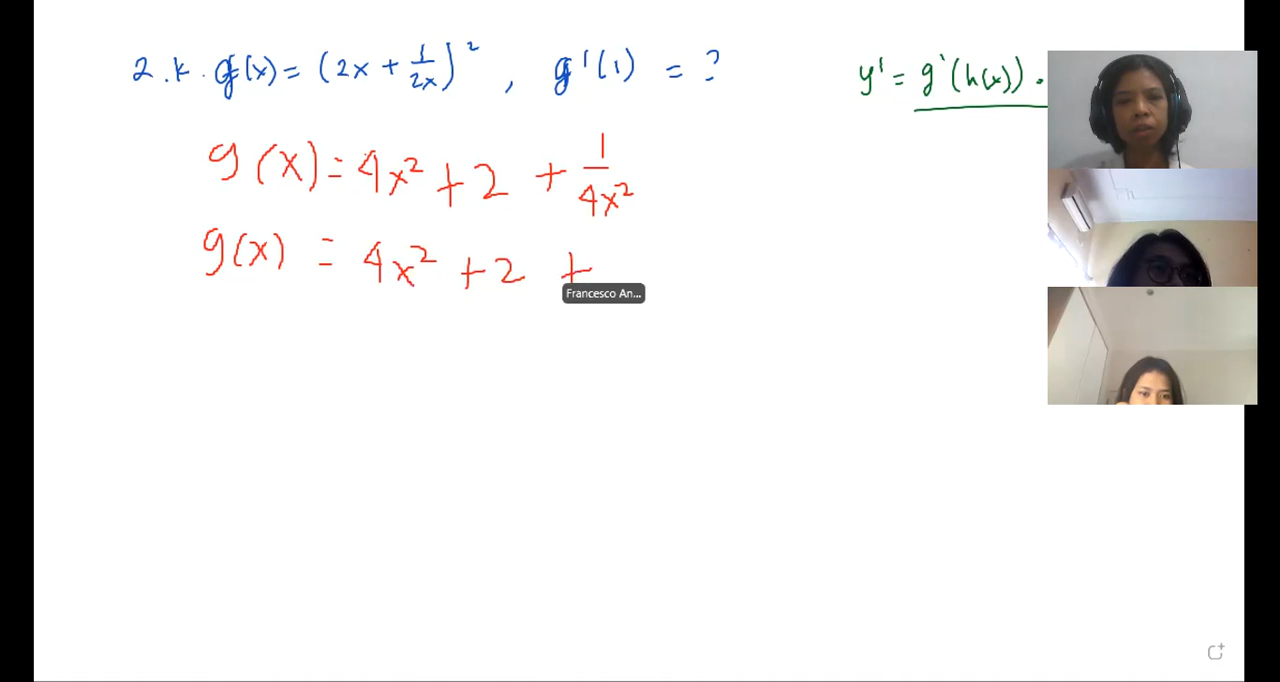 2.k. g(x) = (2x + 1/2x)², g'(1) = ?
y' = g'(h(x)) ·
g(x) = 4x² + 2 + 1/4x²
g(x) = 4x² + 2 +
Francesco An...